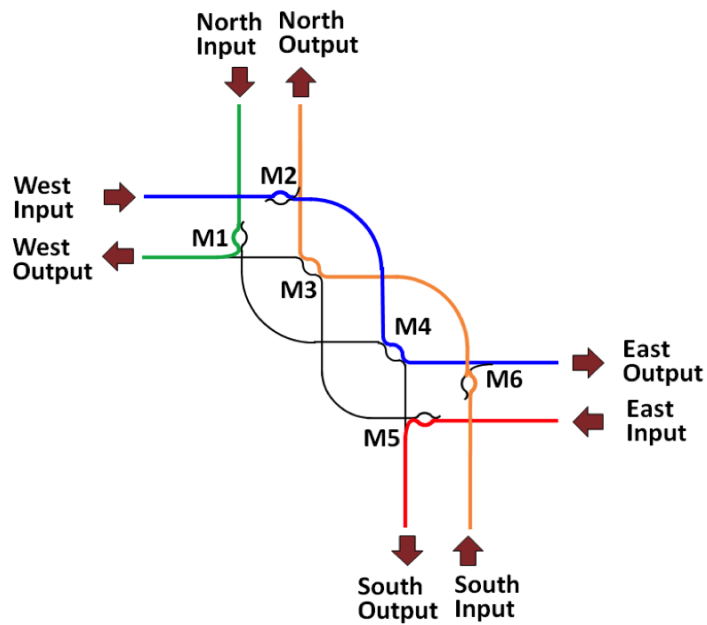 North
Input
North
Output
West
Input
M2
West
Output
M1
M3
M4
East
Output
M6
East
Input
M5
South
Output
South
Input